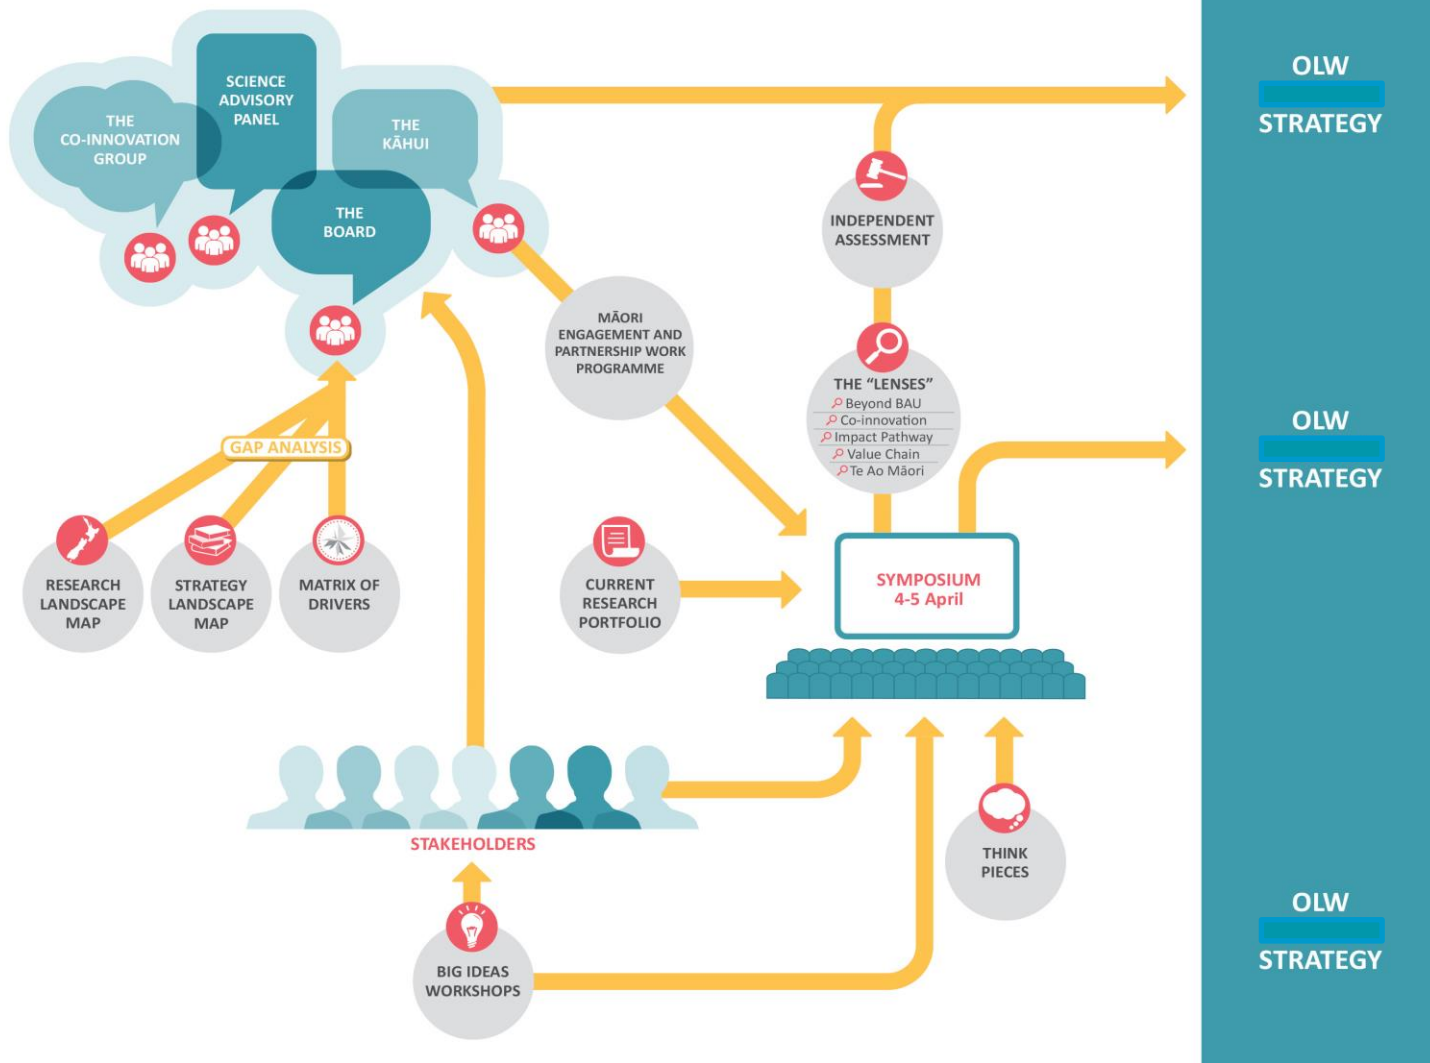 THE
CO-INNOVATION
GROUP
SCIENCE
ADVISORY
PANEL
THE
KĀHUI
THE
BOARD
OLW
STRATEGY
INDEPENDENT
ASSESSMENT
MĀORI
ENGAGEMENT AND
PARTNERSHIP WORK
PROGRAMME
THE “LENSES”
Beyond BAU
Co-innovation
Impact Pathway
Value Chain
Te Ao Māori
GAP ANALYSIS
OLW
STRATEGY
RESEARCH
LANDSCAPE
MAP
STRATEGY
LANDSCAPE
MAP
MATRIX OF
DRIVERS
CURRENT
RESEARCH
PORTFOLIO
SYMPOSIUM
4-5 April
STAKEHOLDERS
THINK
PIECES
BIG IDEAS
WORKSHOPS
OLW
STRATEGY